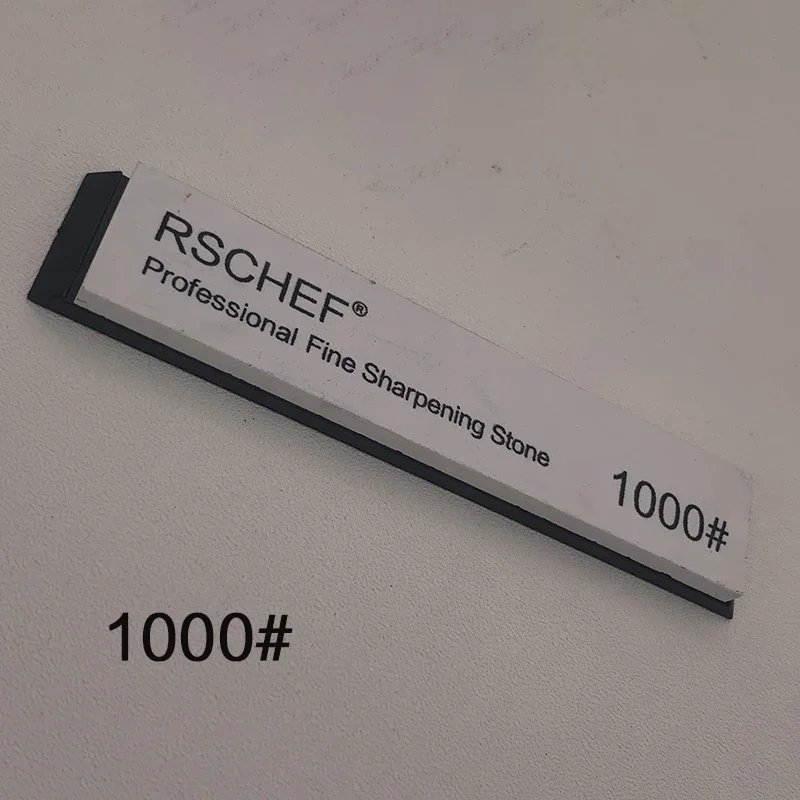 RSCHEF®
Professional Fine Sharpening Stone
1000#
1000#